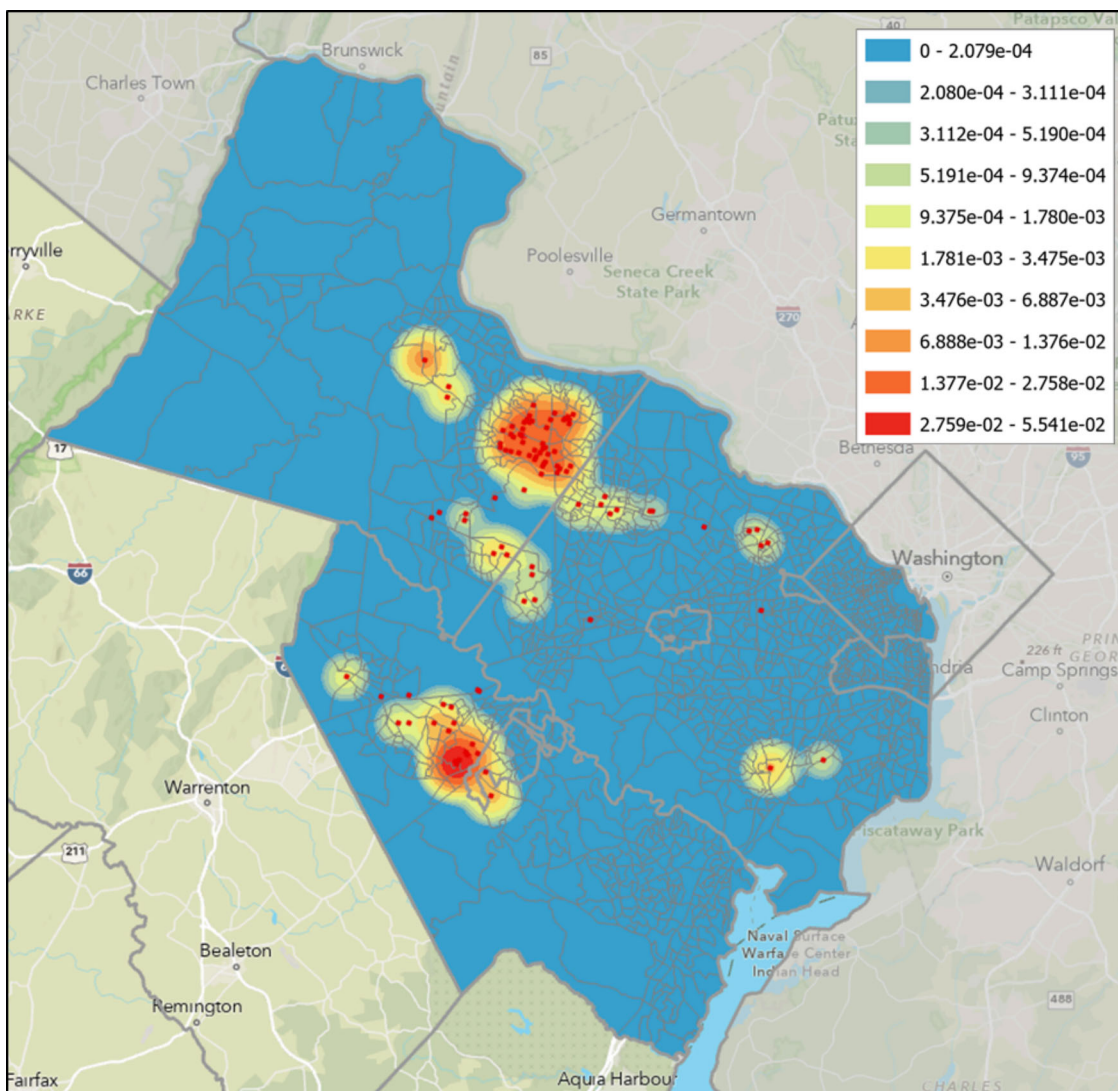 40
Brunswick
85
Charles Town
0 - 2.079e-04
2.080e-04 - 3.111e-04
3.112e-04 - 5.190e-04
5.191e-04 - 9.374e-04
9.375e-04 - 1.780e-03
1.781e-03 - 3.475e-03
3.476e-03 - 6.887e-03
6.888e-03 - 1.376e-02
1.377e-02 - 2.758e-02
2.759e-02 - 5.541e-02
Germantown
rryville
Poolesville
Seneca Creek
State Park
ARKE
270
17
Bethesda
95
66
Washington
226 ft
Camp Springs
Clinton
Warrenton
Piscataway Park
211
Waldorf
Bealeton
Naval Surface
Warfare Center
Indian Head
488
Remington
Fairfax
Aquia Harbour
CHARLES